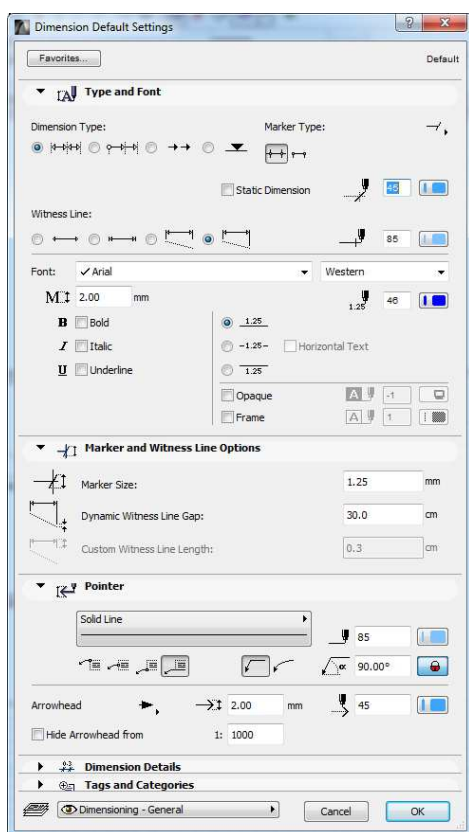 Dimension Default Settings
Favorites... Default
Type and Font
Dimension Type: Marker Type:
Static Dimension 45
Witness Line:
85
Font: Arial Western
M 2.00 mm 1.25 46
B Bold 1.25
I Italic -1.25- Horizontal Text
U Underline 1.25
Opaque A -1
Frame A 1
Marker and Witness Line Options
Marker Size: 1.25 mm
Dynamic Witness Line Gap: 30.0 cm
Custom Witness Line Length: 0.3 cm
Pointer
Solid Line
85
α 90.00°
Arrowhead 2.00 mm 45
Hide Arrowhead from 1: 1000
Dimension Details
Tags and Categories
Dimensioning - General Cancel OK